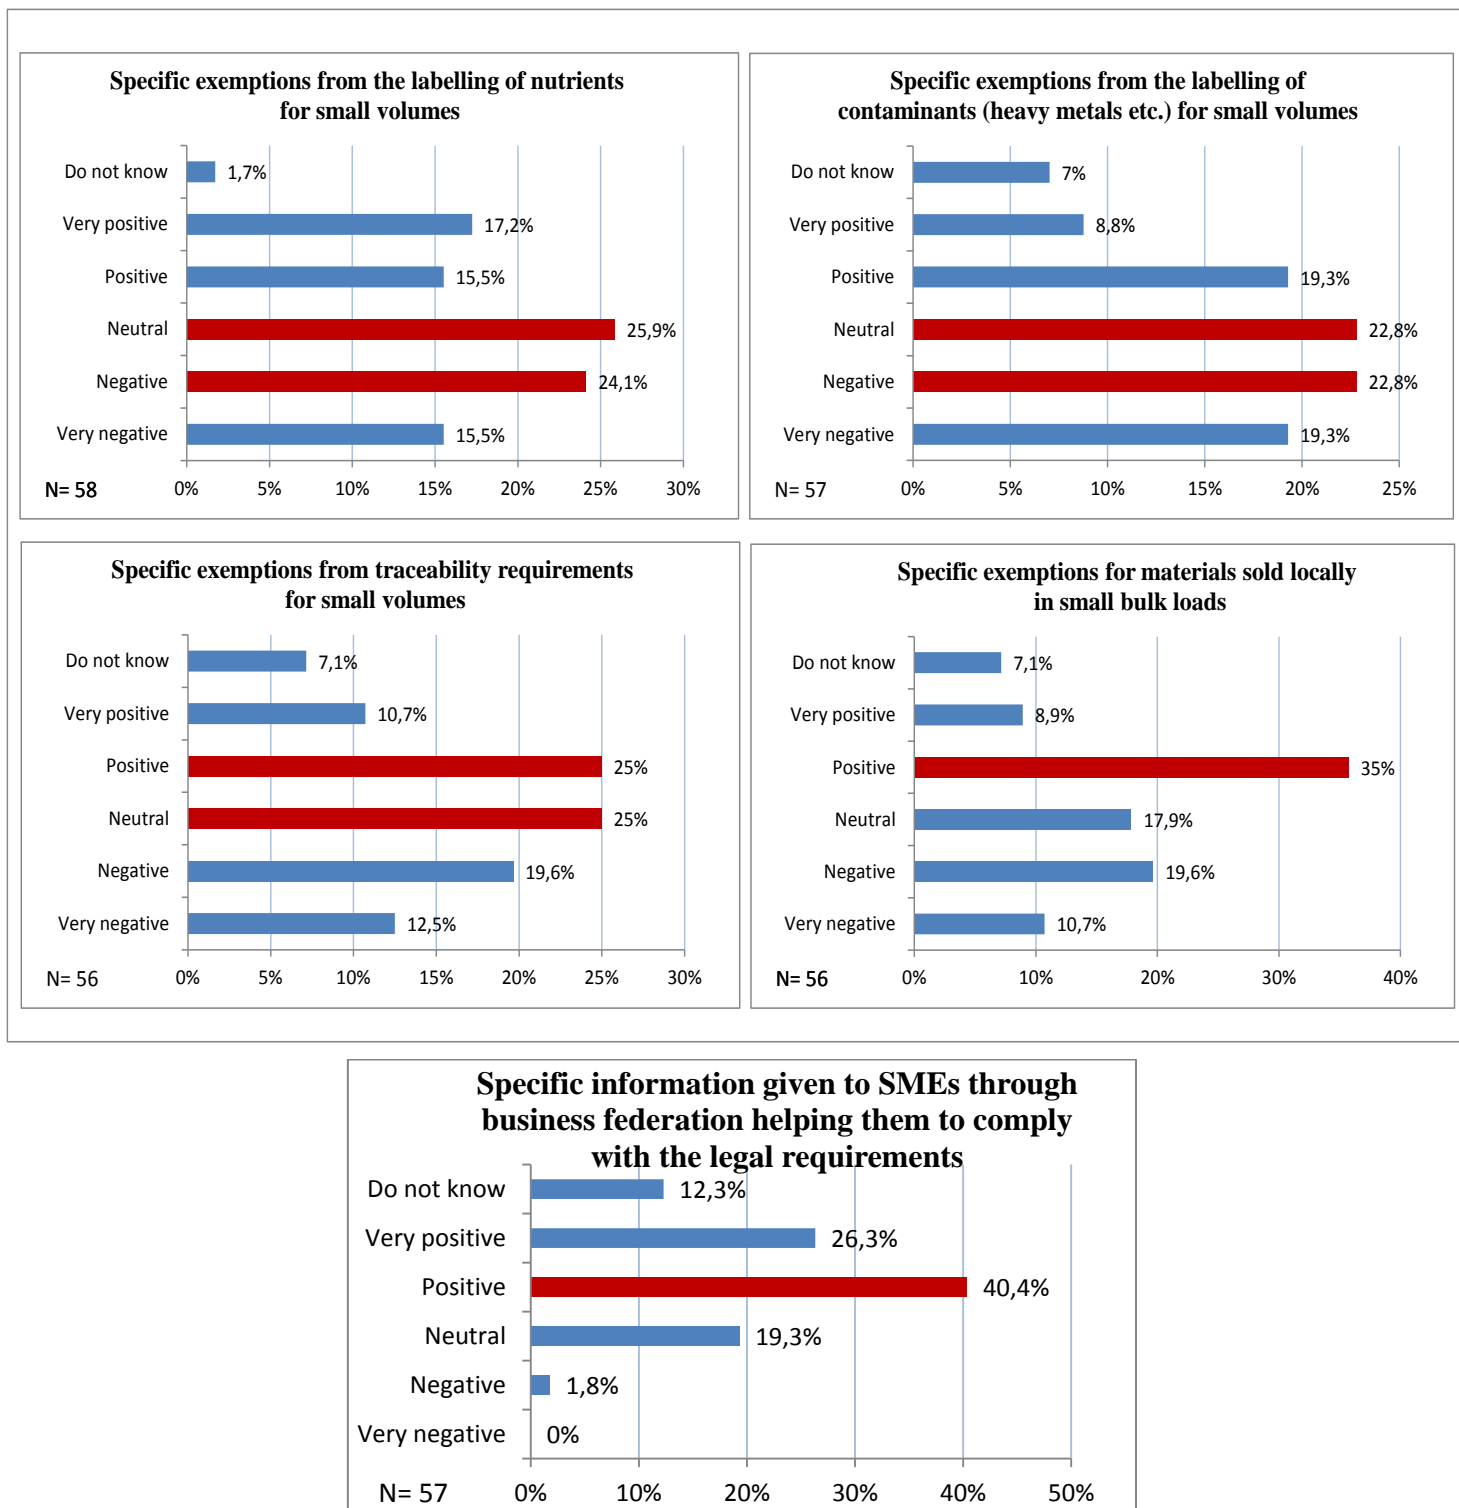 Specific exemptions from the labelling of nutrients
for small volumes
Do not know
1,7%
Very positive
17,2%
Positive
15,5%
Neutral
25,9%
Negative
24,1%
Very negative
15,5%
N= 58
0% 5% 10% 15% 20% 25% 30%
Specific exemptions from the labelling of
contaminants (heavy metals etc.) for small volumes
Do not know
7%
Very positive
8,8%
Positive
19,3%
Neutral
22,8%
Negative
22,8%
Very negative
19,3%
N= 57
0% 5% 10% 15% 20% 25%
Specific exemptions from traceability requirements
for small volumes
Do not know
7,1%
Very positive
10,7%
Positive
25%
Neutral
25%
Negative
19,6%
Very negative
12,5%
N= 56
0% 5% 10% 15% 20% 25% 30%
Specific exemptions for materials sold locally
in small bulk loads
Do not know
7,1%
Very positive
8,9%
Positive
35%
Neutral
17,9%
Negative
19,6%
Very negative
10,7%
N= 56
0% 10% 20% 30% 40%
Specific information given to SMEs through
business federation helping them to comply
with the legal requirements
Do not know
12,3%
Very positive
26,3%
Positive
40,4%
Neutral
19,3%
Negative
1,8%
Very negative
0%
N= 57
0% 10% 20% 30% 40% 50%